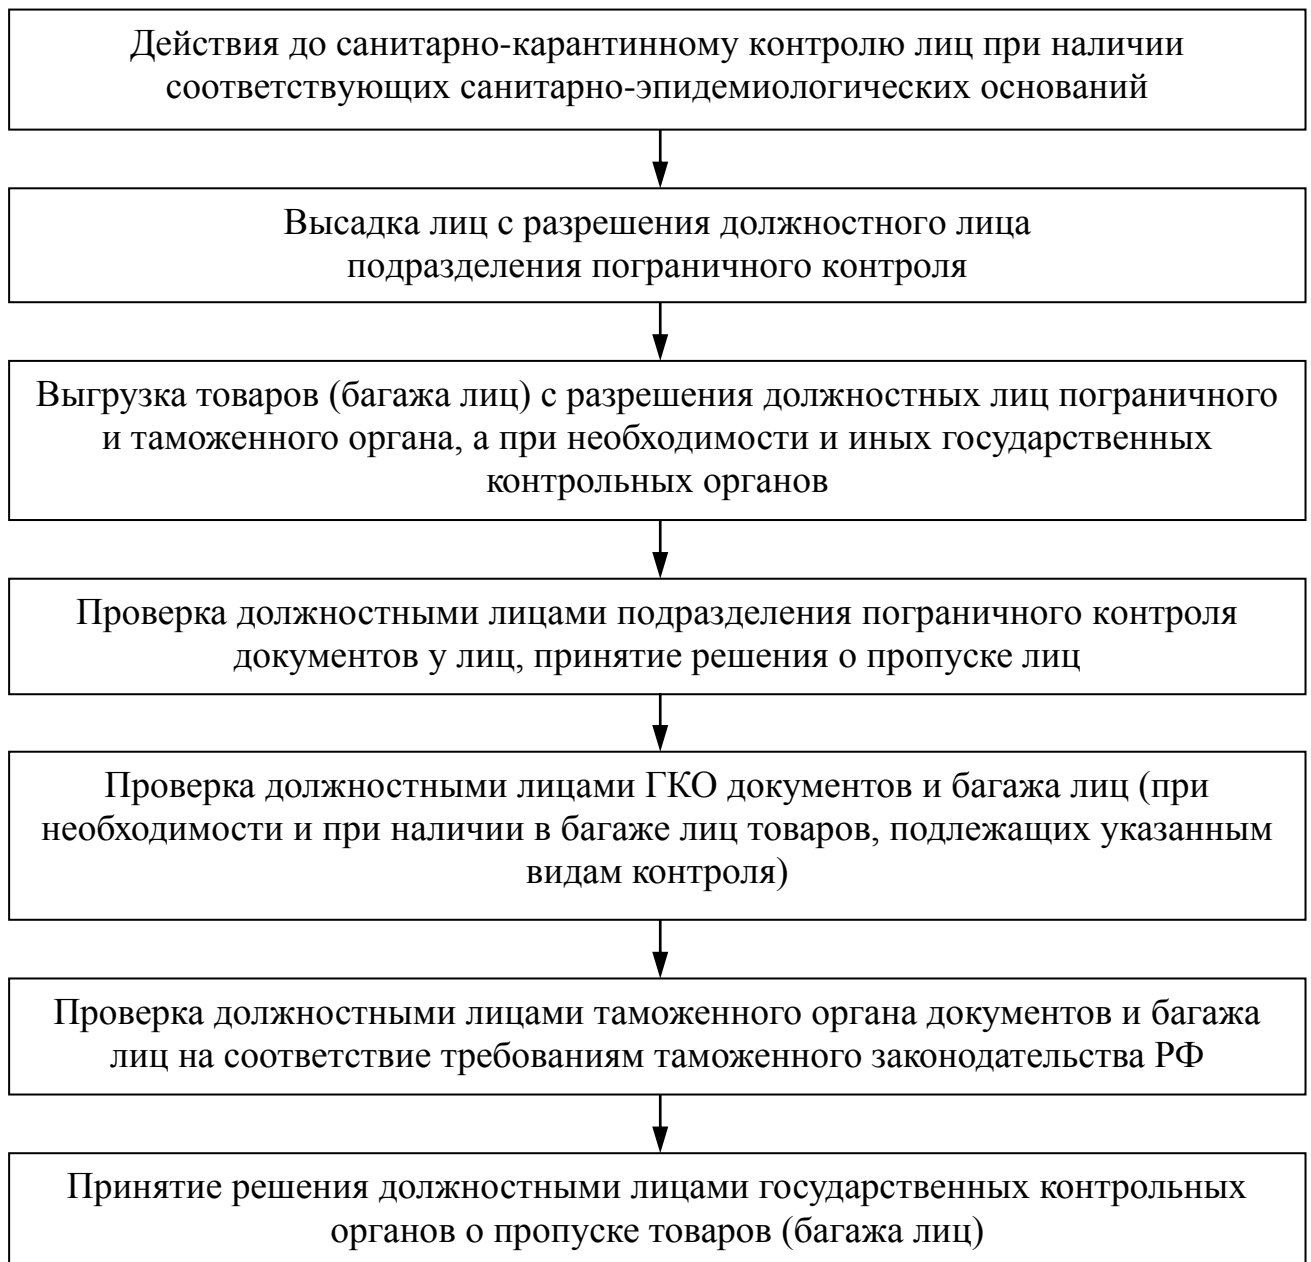 Действия до санитарно-карантинному контролю лиц при наличии
соответствующих санитарно-эпидемиологических оснований
Высадка лиц с разрешения должностного лица
подразделения пограничного контроля
Выгрузка товаров (багажа лиц) с разрешения должностных лиц пограничного
и таможенного органа, а при необходимости и иных государственных
контрольных органов
Проверка должностными лицами подразделения пограничного контроля
документов у лиц, принятие решения о пропуске лиц
Проверка должностными лицами ГКО документов и багажа лиц (при
необходимости и при наличии в багаже лиц товаров, подлежащих указанным
видам контроля)
Проверка должностными лицами таможенного органа документов и багажа
лиц на соответствие требованиям таможенного законодательства РФ
Принятие решения должностными лицами государственных контрольных
органов о пропуске товаров (багажа лиц)